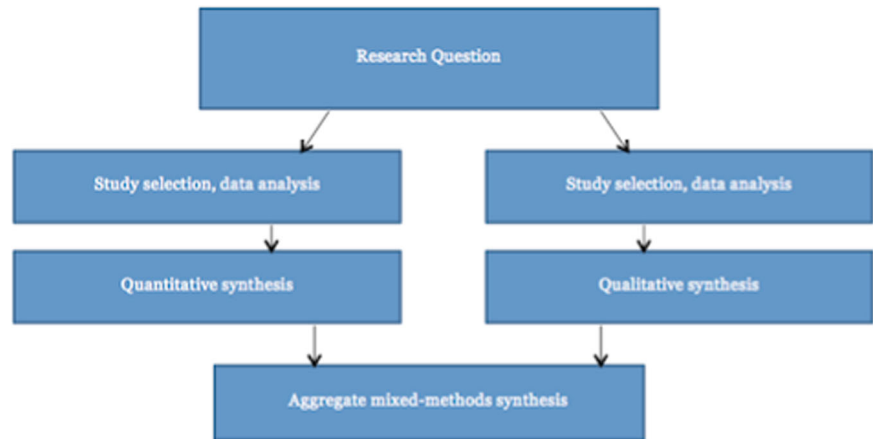 Research Question
Study selection, data analysis
Study selection, data analysis
Quantitative synthesis
Qualitative synthesis
Aggregate mixed-methods synthesis